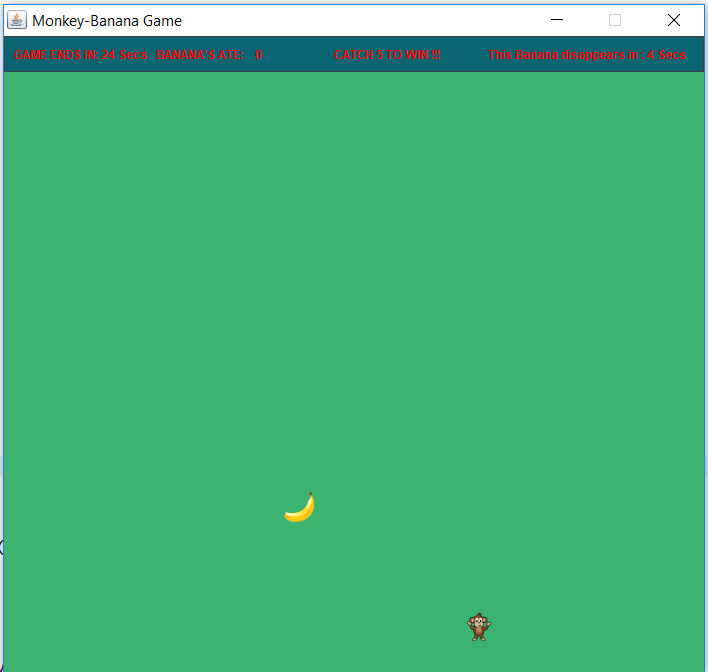 Monkey-Banana Game
GAME ENDS IN: 24 Secs BANANA'S ATE: 0 CATCH 5 TO WIN !!! This Banana disappears in : 4 Secs